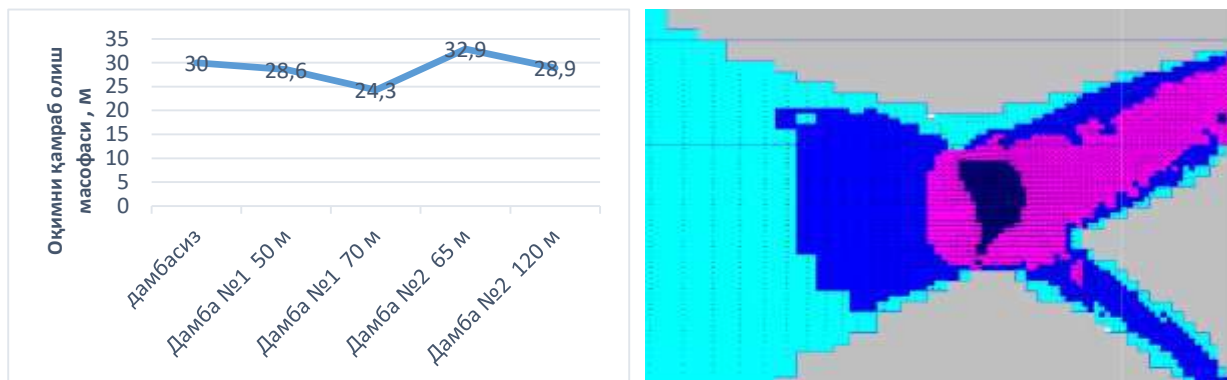 Оқимни қамраб олиш
масофаси , м
35
30
25
20
15
10
5
0
30
28,6
24,3
32,9
28,9
дамбасиз
Дамба №1 50 м
Дамба №1 70 м
Дамба №2 65 м
Дамба №2 120 м